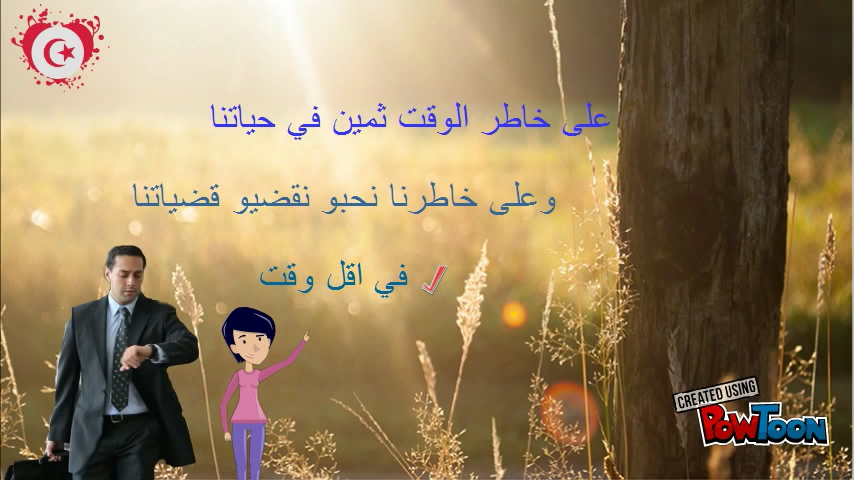 على خاطر الوقت ثمين في حياتنا
وعلى خاطرنا نحبو نقضيو قضياتنا
في اقل وقت
CREATED USING
POWTOON